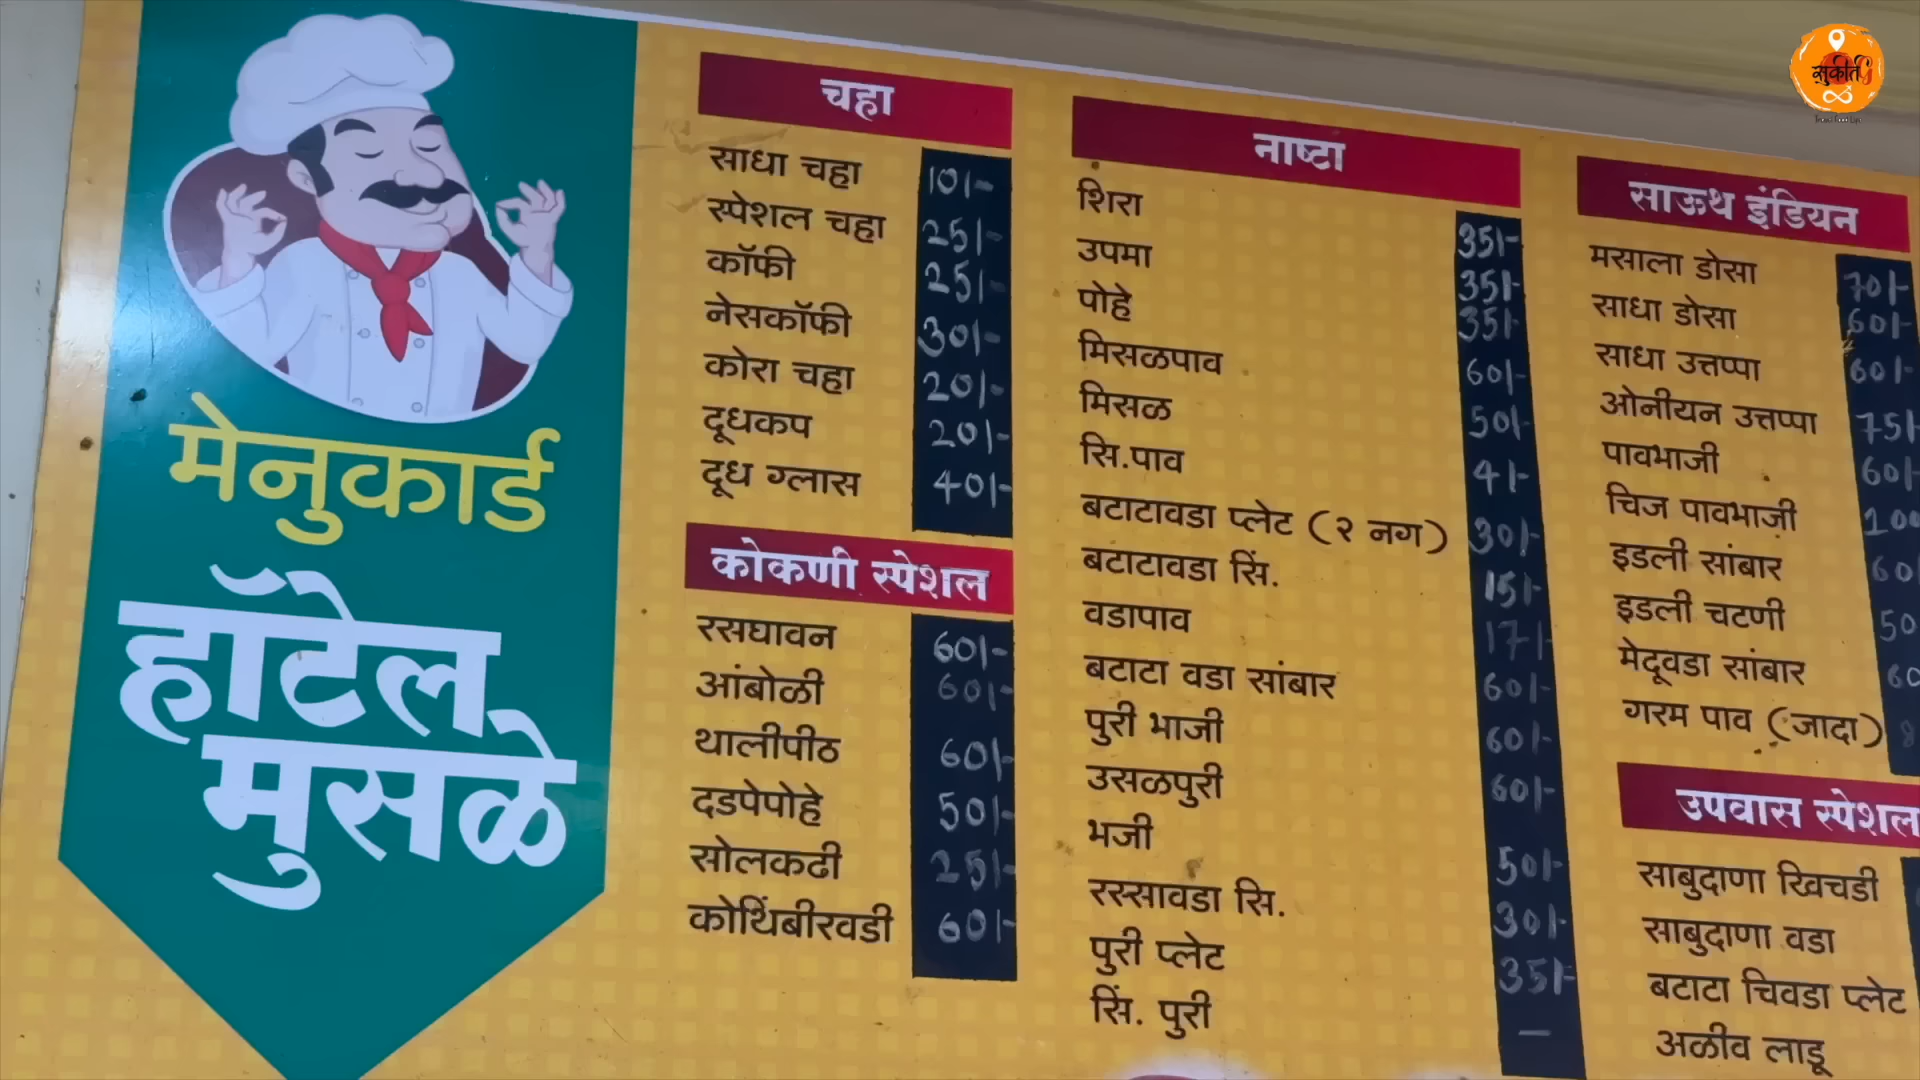 मेनुकार्ड
हॉटेल
मुसळे
चहा
साधा चहा 10/-
स्पेशल चहा 25/-
कॉफी 25/-
नेसकॉफी 30/-
कोरा चहा 20/-
दूधकप 20/-
दूध ग्लास 40/-
कोकणी स्पेशल
रसघावन 60/-
आंबोळी 60/-
थालीपीठ 60/-
दडपेपोहे 50/-
सोलकढी 25/-
कोथिंबीरवडी 60/-
नाष्टा
शिरा 35/-
उपमा 35/-
पोहे 35/-
मिसळपाव 60/-
मिसळ 50/-
सि.पाव 4/-
बटाटावडा प्लेट (२ नग) 30/-
बटाटावडा सिं. 15/-
वडापाव 17/-
बटाटा वडा सांबार 60/-
पुरी भाजी 60/-
उसळपुरी 60/-
भजी 50/-
रस्सावडा सि. 30/-
पुरी प्लेट 35/-
सिं. पुरी —
साऊथ इंडियन
मसाला डोसा 70/-
साधा डोसा 60/-
साधा उत्तप्पा 60/-
ओनीयन उत्तप्पा 75/-
पावभाजी 60/-
चिज पावभाजी 100
इडली सांबार 60
इडली चटणी 50
मेदूवडा सांबार 60
गरम पाव (जादा)
उपवास स्पेशल
साबुदाणा खिचडी
साबुदाणा वडा
बटाटा चिवडा प्लेट
अळीव लाडू
सुकीर्त